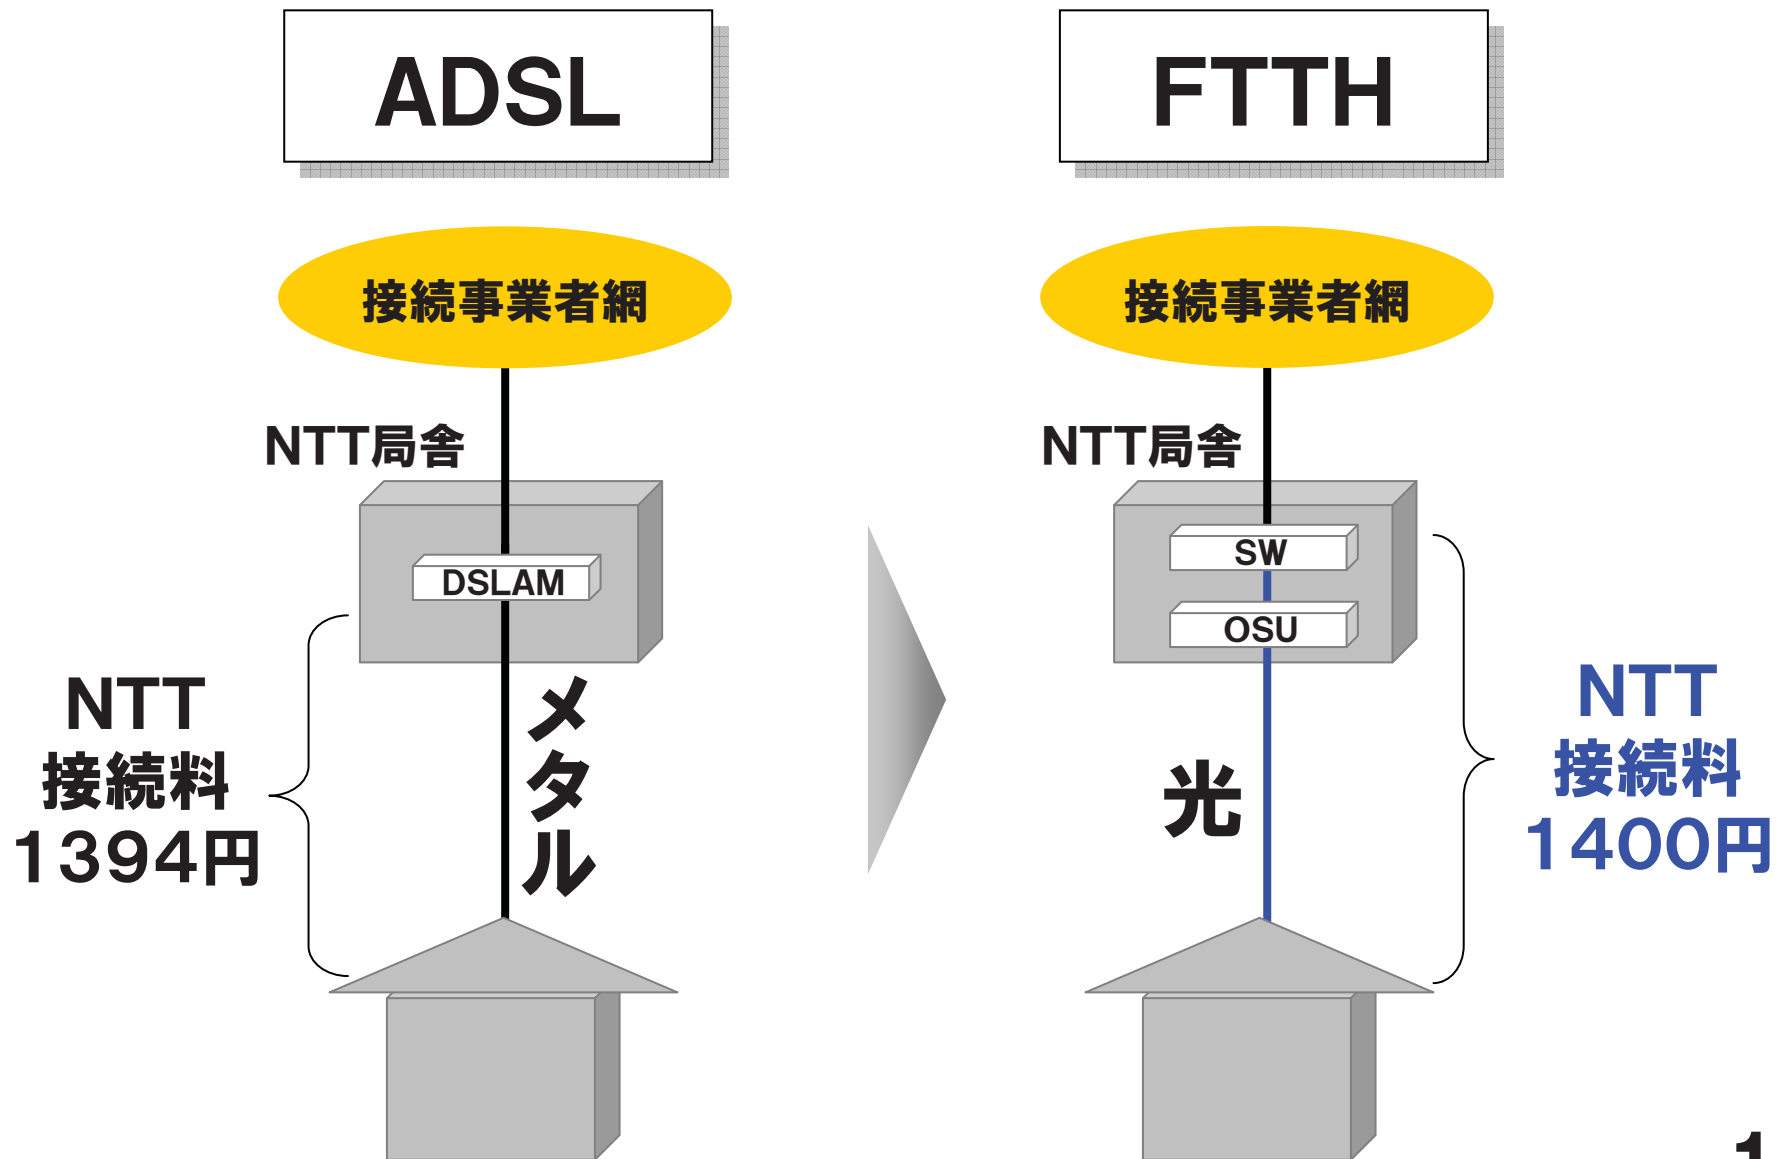 ADSL
接続事業者網
NTT局舎
DSLAM
メタル
NTT
接続料
1394円
FTTH
接続事業者網
NTT局舎
SW
OSU
光
NTT
接続料
1400円